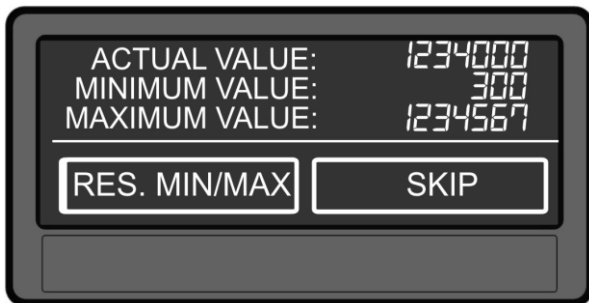 ACTUAL VALUE: 1234000
MINIMUM VALUE: 300
MAXIMUM VALUE: 1234567
RES. MIN/MAX SKIP